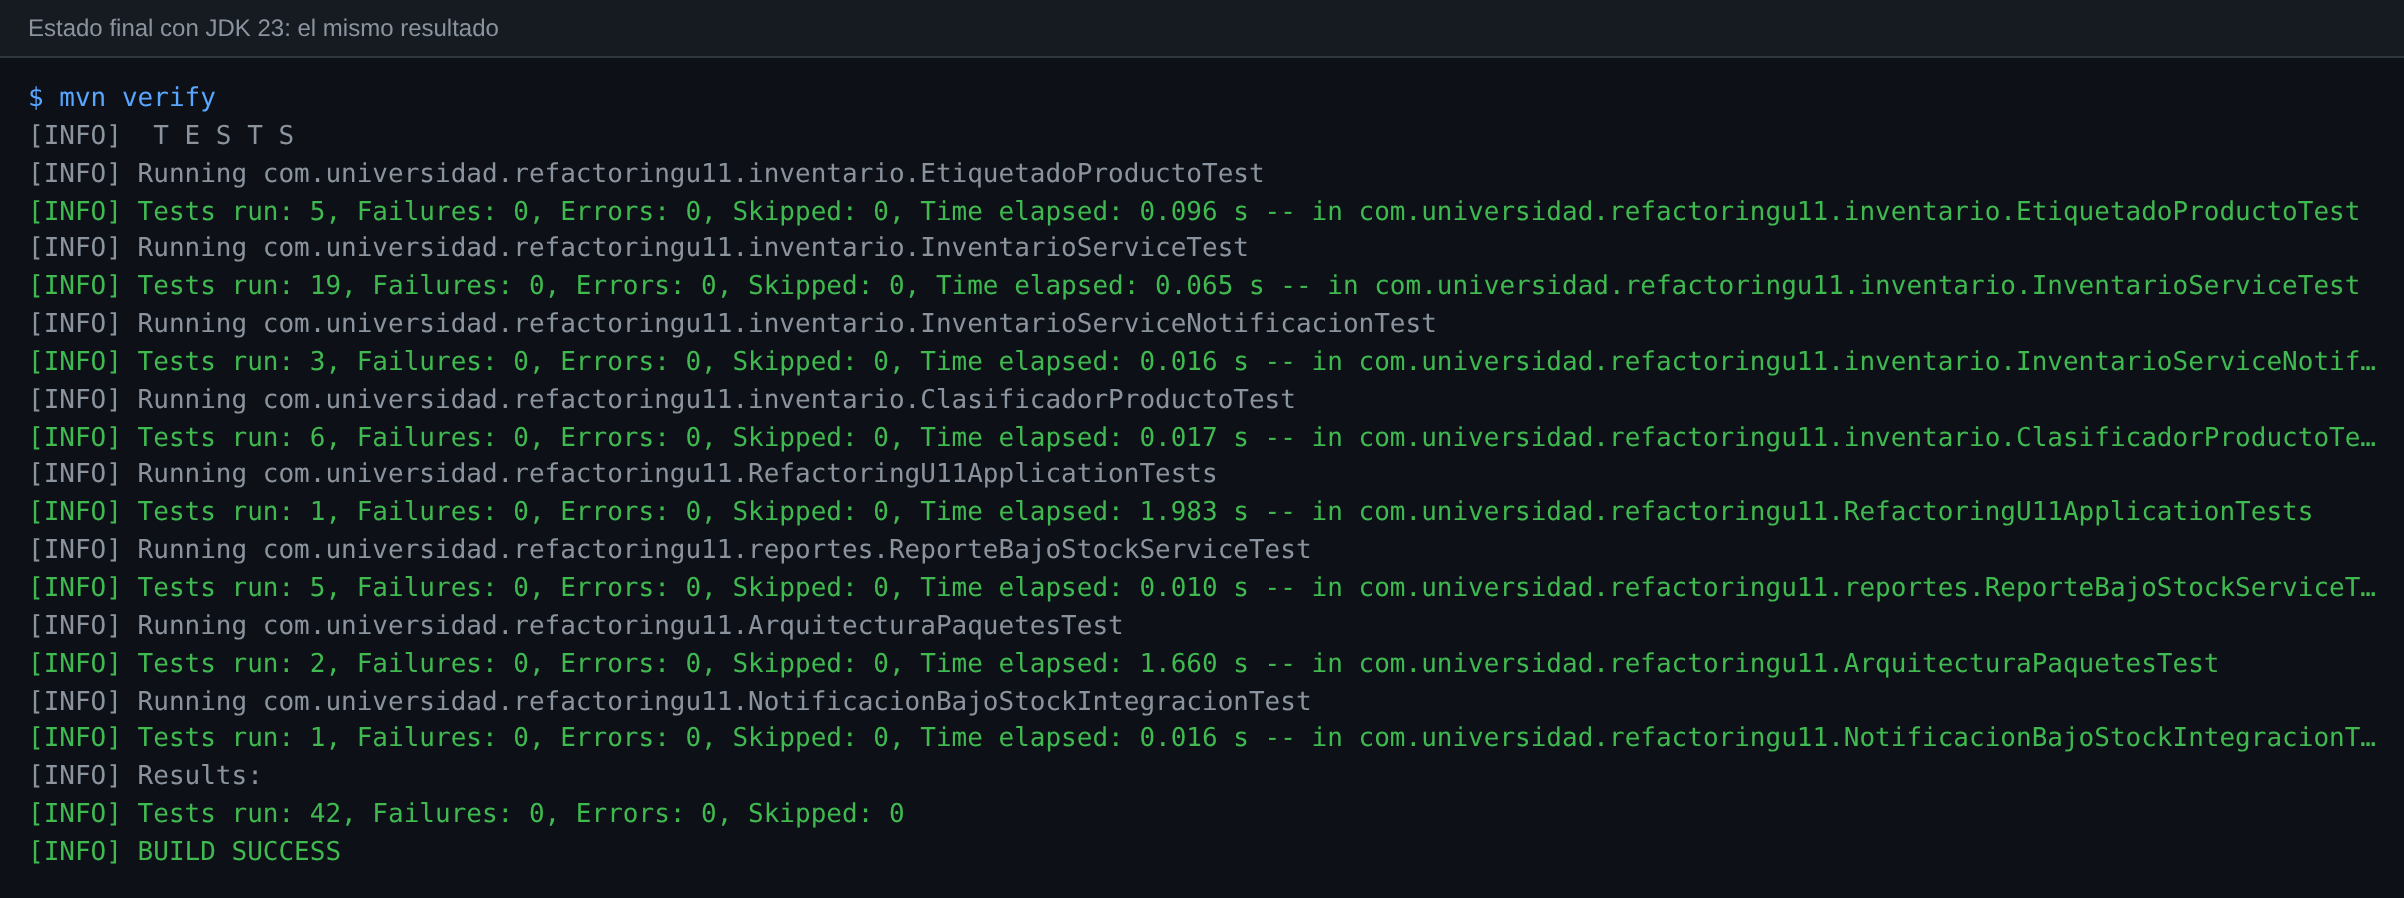 Estado final con JDK 23: el mismo resultado
$ mvn verify
[INFO]  T E S T S
[INFO] Running com.universidad.refactoringu11.inventario.EtiquetadoProductoTest
[INFO] Tests run: 5, Failures: 0, Errors: 0, Skipped: 0, Time elapsed: 0.096 s -- in com.universidad.refactoringu11.inventario.EtiquetadoProductoTest
[INFO] Running com.universidad.refactoringu11.inventario.InventarioServiceTest
[INFO] Tests run: 19, Failures: 0, Errors: 0, Skipped: 0, Time elapsed: 0.065 s -- in com.universidad.refactoringu11.inventario.InventarioServiceTest
[INFO] Running com.universidad.refactoringu11.inventario.InventarioServiceNotificacionTest
[INFO] Tests run: 3, Failures: 0, Errors: 0, Skipped: 0, Time elapsed: 0.016 s -- in com.universidad.refactoringu11.inventario.InventarioServiceNotif…
[INFO] Running com.universidad.refactoringu11.inventario.ClasificadorProductoTest
[INFO] Tests run: 6, Failures: 0, Errors: 0, Skipped: 0, Time elapsed: 0.017 s -- in com.universidad.refactoringu11.inventario.ClasificadorProductoTe…
[INFO] Running com.universidad.refactoringu11.RefactoringU11ApplicationTests
[INFO] Tests run: 1, Failures: 0, Errors: 0, Skipped: 0, Time elapsed: 1.983 s -- in com.universidad.refactoringu11.RefactoringU11ApplicationTests
[INFO] Running com.universidad.refactoringu11.reportes.ReporteBajoStockServiceTest
[INFO] Tests run: 5, Failures: 0, Errors: 0, Skipped: 0, Time elapsed: 0.010 s -- in com.universidad.refactoringu11.reportes.ReporteBajoStockServiceT…
[INFO] Running com.universidad.refactoringu11.ArquitecturaPaquetesTest
[INFO] Tests run: 2, Failures: 0, Errors: 0, Skipped: 0, Time elapsed: 1.660 s -- in com.universidad.refactoringu11.ArquitecturaPaquetesTest
[INFO] Running com.universidad.refactoringu11.NotificacionBajoStockIntegracionTest
[INFO] Tests run: 1, Failures: 0, Errors: 0, Skipped: 0, Time elapsed: 0.016 s -- in com.universidad.refactoringu11.NotificacionBajoStockIntegracionT…
[INFO] Results:
[INFO] Tests run: 42, Failures: 0, Errors: 0, Skipped: 0
[INFO] BUILD SUCCESS